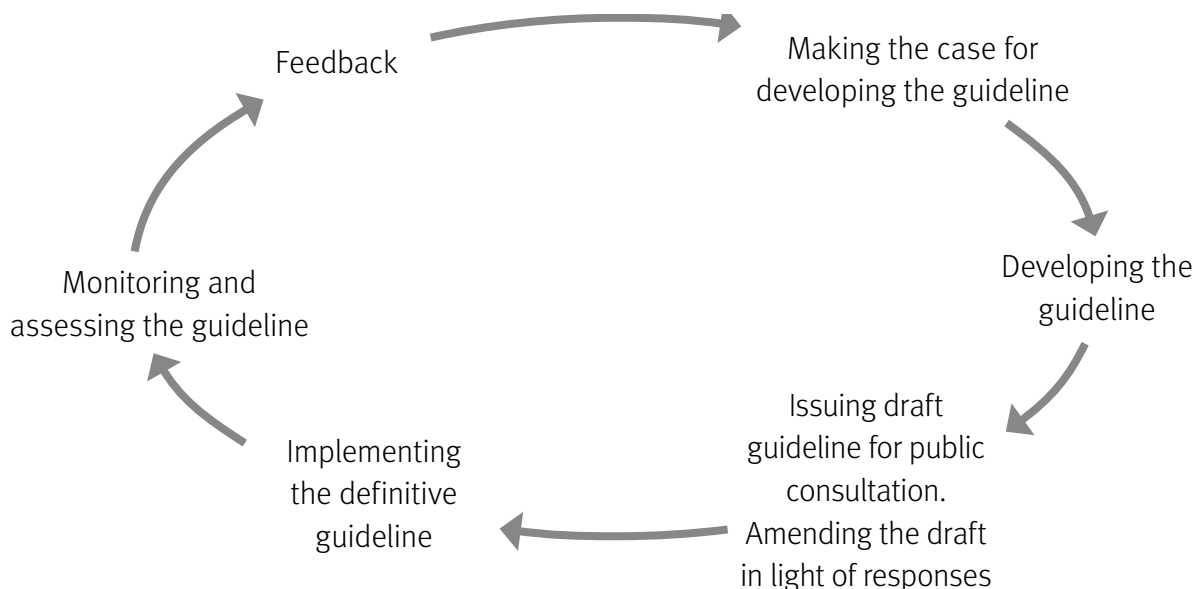 Feedback
Making the case for
developing the guideline
Developing the
guideline
Issuing draft
guideline for public
consultation.
Amending the draft
in light of responses
Implementing
the definitive
guideline
Monitoring and
assessing the guideline